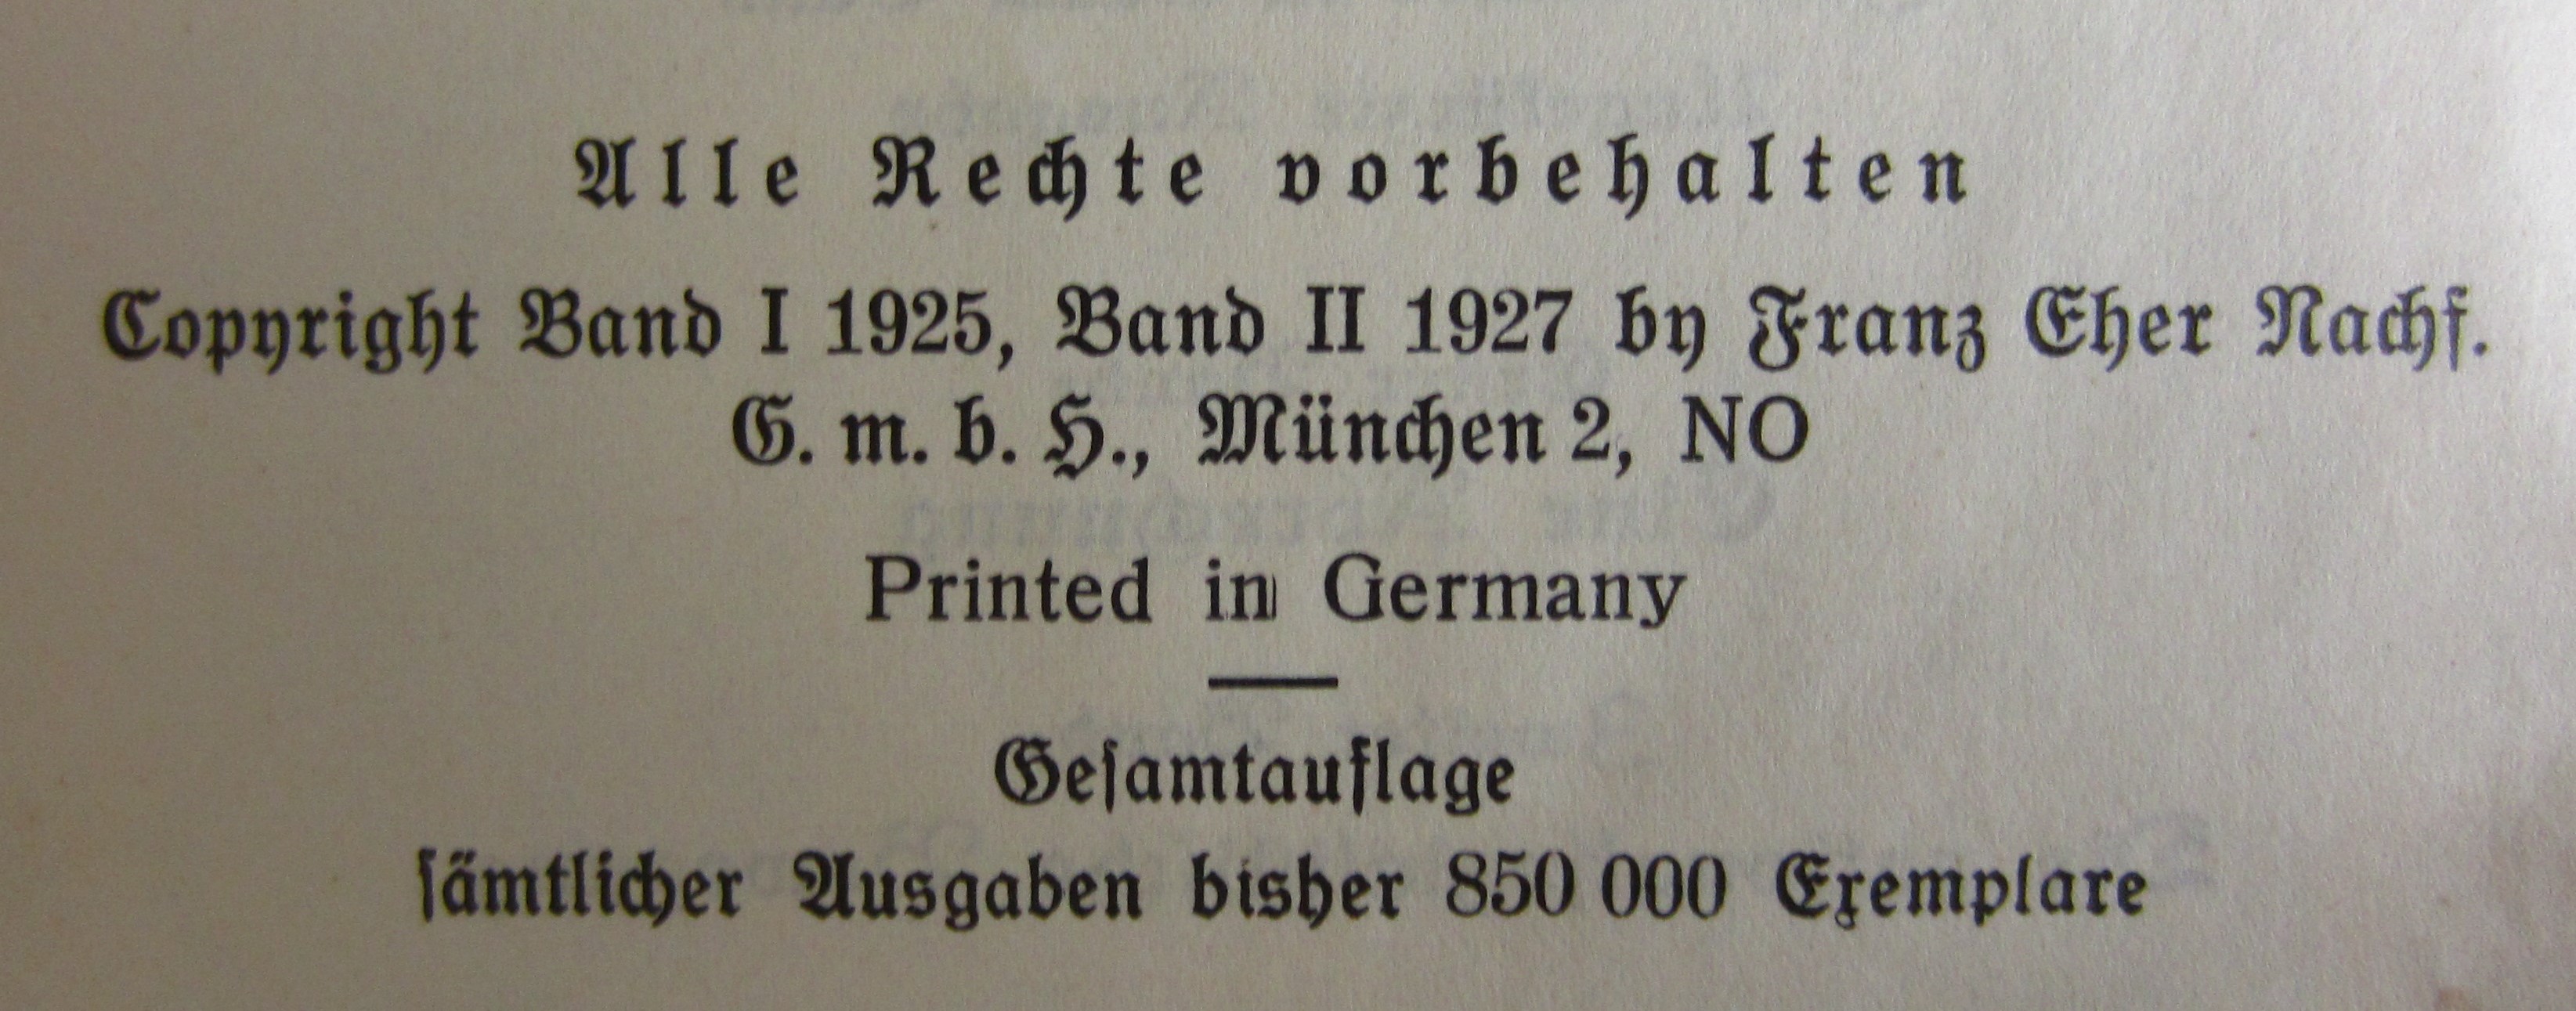 Alle Rechte vorbehalten
Copyright Band I 1925, Band II 1927 by Franz Eher Nachf.
G. m. b. H., München 2, NO
Printed in Germany
Geſamtauflage
ſämtlicher Ausgaben bisher 850 000 Exemplare